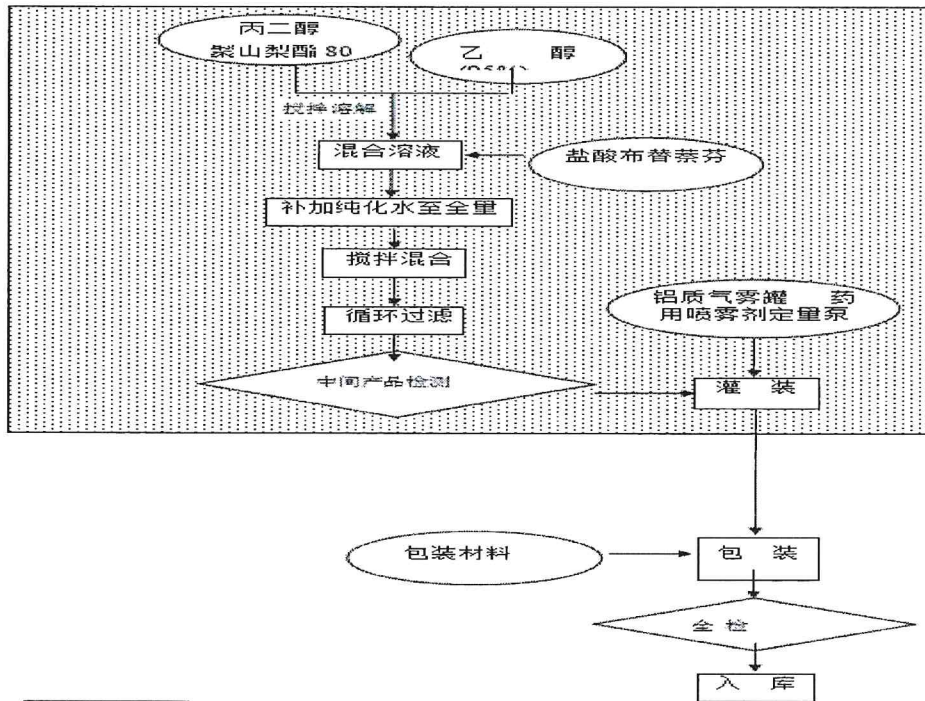 丙二醇
聚山梨酯 80
乙 醇
(95%)
搅拌溶解
混合溶液
盐酸布替萘芬
补加纯化水至全量
搅拌混合
循环过滤
铝质气雾罐 药
用喷雾剂定量泵
中间产品检测
灌 装
包装材料
包 装
全 检
入 库